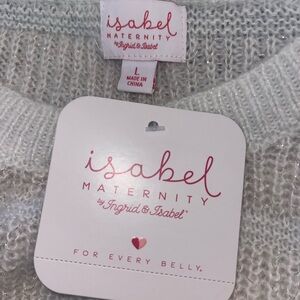 isabel
MATERNITY
by Ingrid & Isabel
L
MADE IN
CHINA
isabel
MATERNITY
by Ingrid & Isabel®
FOR EVERY BELLY.